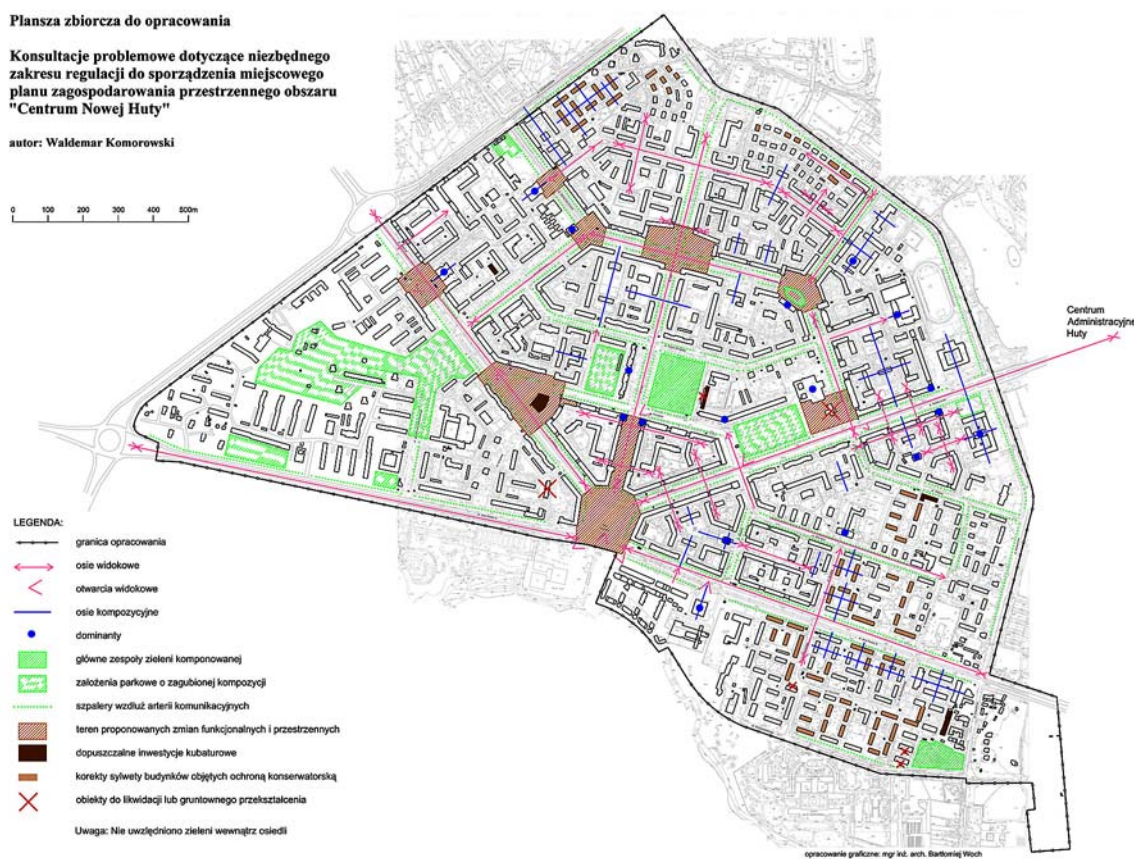 Plansza zbiorcza do opracowania
Konsultacje problemowe dotyczące niezbędnego
zakresu regulacji do sporządzenia miejscowego
planu zagospodarowania przestrzennego obszaru
"Centrum Nowej Huty"
autor: Waldemar Komorowski
0 100 200 300 400 500m
Centrum
Administracyjne
Huty
LEGENDA:
granica opracowania
osie widokowe
otwarcia widokowe
osie kompozycyjne
dominanty
główne zespoły zieleni komponowanej
założenia parkowe o zagubionej kompozycji
szpalery wzdłuż arterii komunikacyjnych
teren proponowanych zmian funkcjonalnych i przestrzennych
dopuszczalne inwestycje kubaturowe
korekty sylwety budynków objętych ochroną konserwatorską
obiekty do likwidacji lub gruntownego przekształcenia
Uwaga: Nie uwzlędniono zieleni wewnątrz osiedli
opracowanie graficzne: mgr inż. arch. Bartłomiej Woch